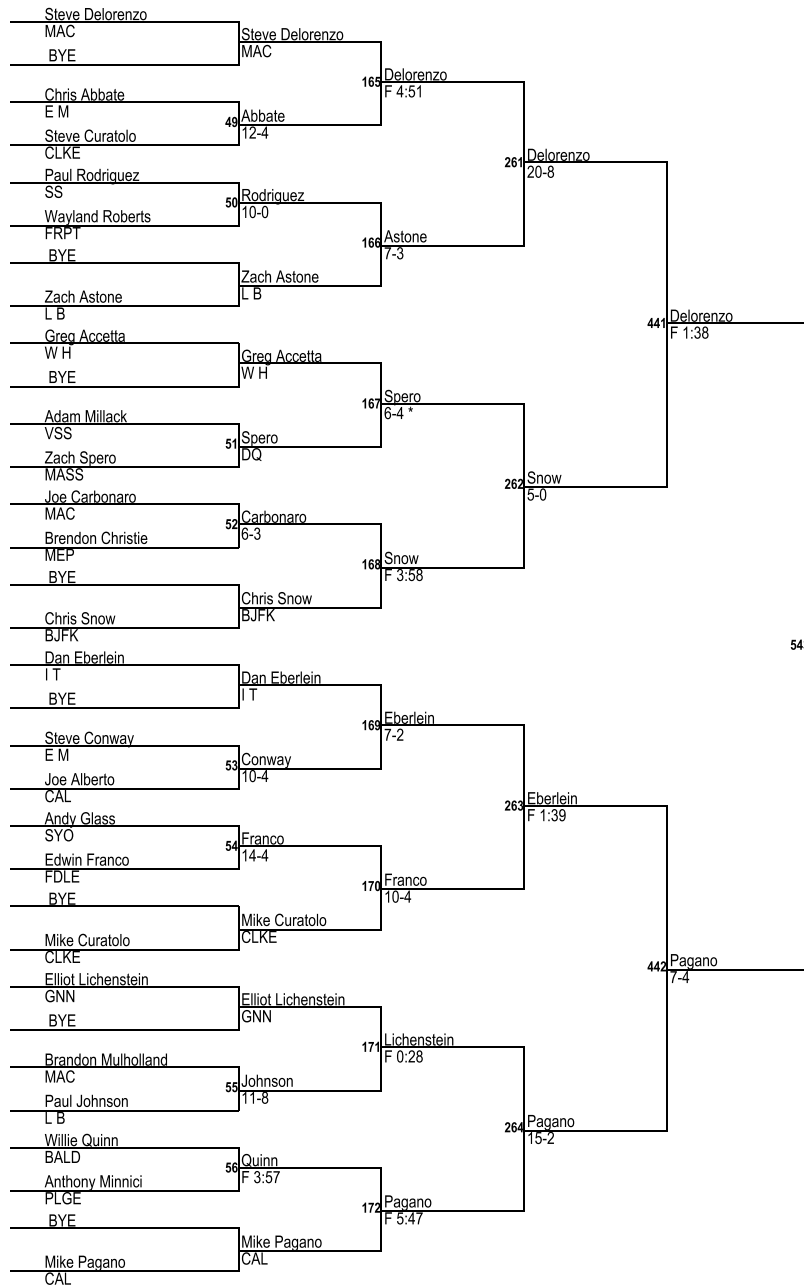 Steve Delorenzo
MAC
BYE
Chris Abbate
E M
Steve Curatolo
CLKE
Paul Rodriguez
SS
Wayland Roberts
FRPT
BYE
Zach Astone
L B
Greg Accetta
W H
BYE
Adam Millack
VSS
Zach Spero
MASS
Joe Carbonaro
MAC
Brendon Christie
MEP
BYE
Chris Snow
BJFK
Dan Eberlein
I T
BYE
Steve Conway
E M
Joe Alberto
CAL
Andy Glass
SYO
Edwin Franco
FDLE
BYE
Mike Curatolo
CLKE
Elliot Lichenstein
GNN
BYE
Brandon Mulholland
MAC
Paul Johnson
L B
Willie Quinn
BALD
Anthony Minnici
PLGE
BYE
Mike Pagano
CAL
Steve Delorenzo
MAC
49 Abbate
12-4
50 Rodriguez
10-0
Zach Astone
L B
Greg Accetta
W H
51 Spero
DQ
52 Carbonaro
6-3
Chris Snow
BJFK
Dan Eberlein
I T
53 Conway
10-4
54 Franco
14-4
Mike Curatolo
CLKE
Elliot Lichenstein
GNN
55 Johnson
11-8
56 Quinn
F 3:57
Mike Pagano
CAL
165 Delorenzo
F 4:51
166 Astone
7-3
167 Spero
6-4 *
168 Snow
F 3:58
169 Eberlein
7-2
170 Franco
10-4
171 Lichenstein
F 0:28
172 Pagano
F 5:47
261 Delorenzo
20-8
262 Snow
5-0
263 Eberlein
F 1:39
264 Pagano
15-2
441 Delorenzo
F 1:38
442 Pagano
7-4